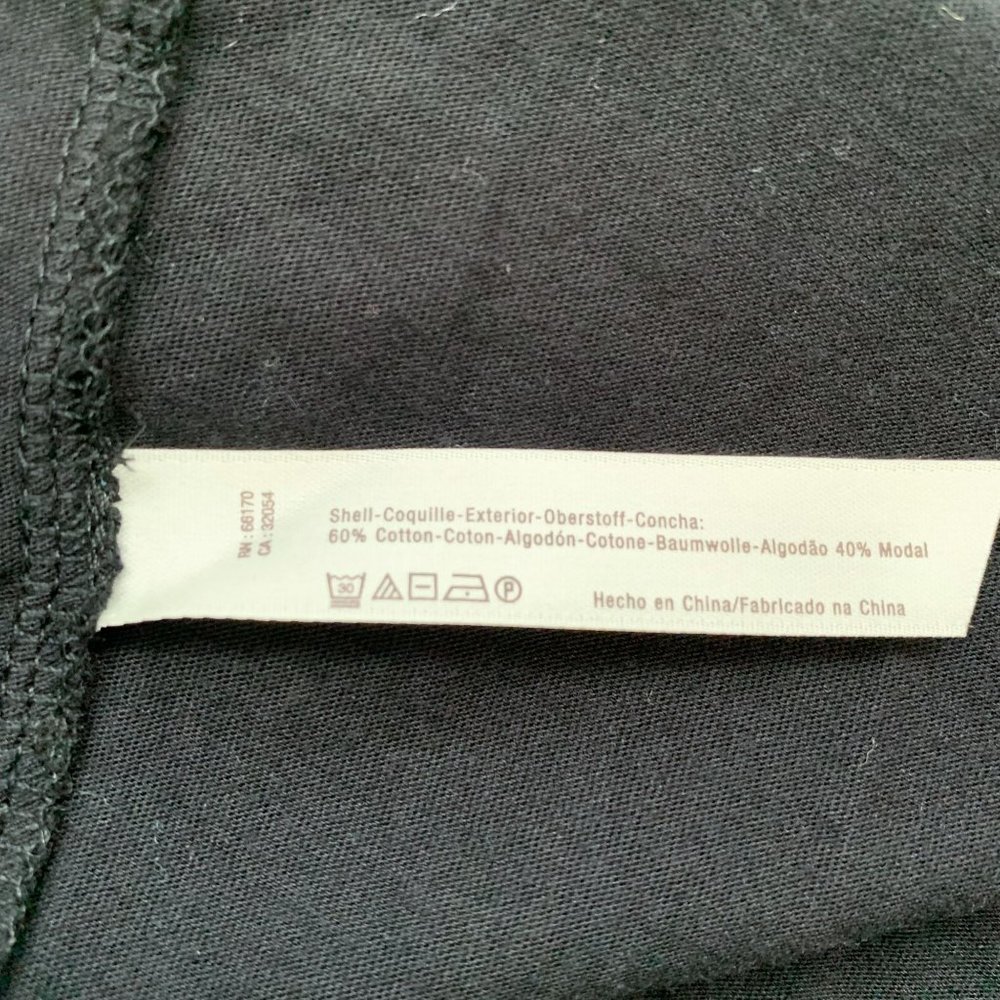 RN: 66170
CA: 32054
Shell-Coquille-Exterior-Oberstoff-Concha:
60% Cotton-Coton-Algodón-Cotone-Baumwolle-Algodão 40% Modal
30
P
Hecho en China/Fabricado na China